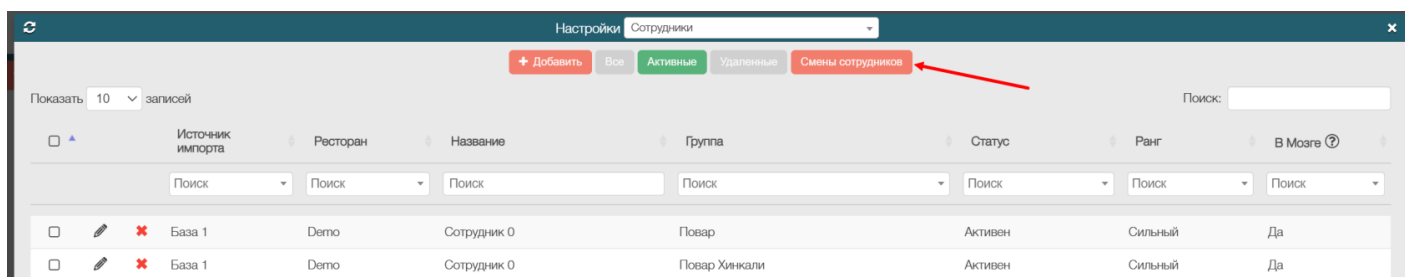 Настройки Сотрудники
+ Добавить Все Активные Удаленные Смены сотрудников
Показать 10 записей Поиск:
Источник импорта Ресторан Название Группа Статус Ранг В Мозге ?
Поиск Поиск Поиск Поиск Поиск Поиск Поиск
База 1 Demo Сотрудник 0 Повар Активен Сильный Да
База 1 Demo Сотрудник 0 Повар Хинкали Активен Сильный Да